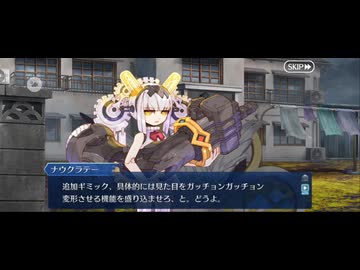 SKIP
ナウクラテー
追加ギミック、具体的には見た目をガッチョンガッチョン
変形させる機能を盛り込ませろ、と、どうよ。